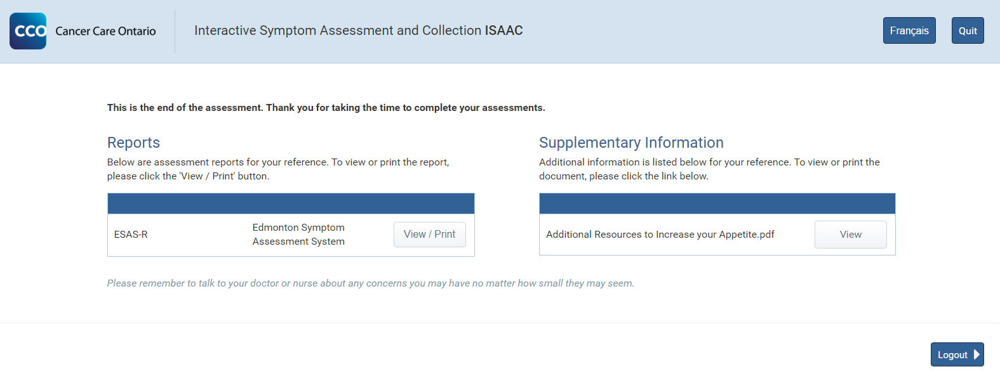 CCO Cancer Care Ontario
Interactive Symptom Assessment and Collection ISAAC
Français
Quit
This is the end of the assessment. Thank you for taking the time to complete your assessments.
Reports
Below are assessment reports for your reference. To view or print the report,
please click the 'View / Print' button.
ESAS-R
Edmonton Symptom
Assessment System
View / Print
Supplementary Information
Additional information is listed below for your reference. To view or print the
document, please click the link below.
Additional Resources to Increase your Appetite.pdf
View
Please remember to talk to your doctor or nurse about any concerns you may have no matter how small they may seem.
Logout